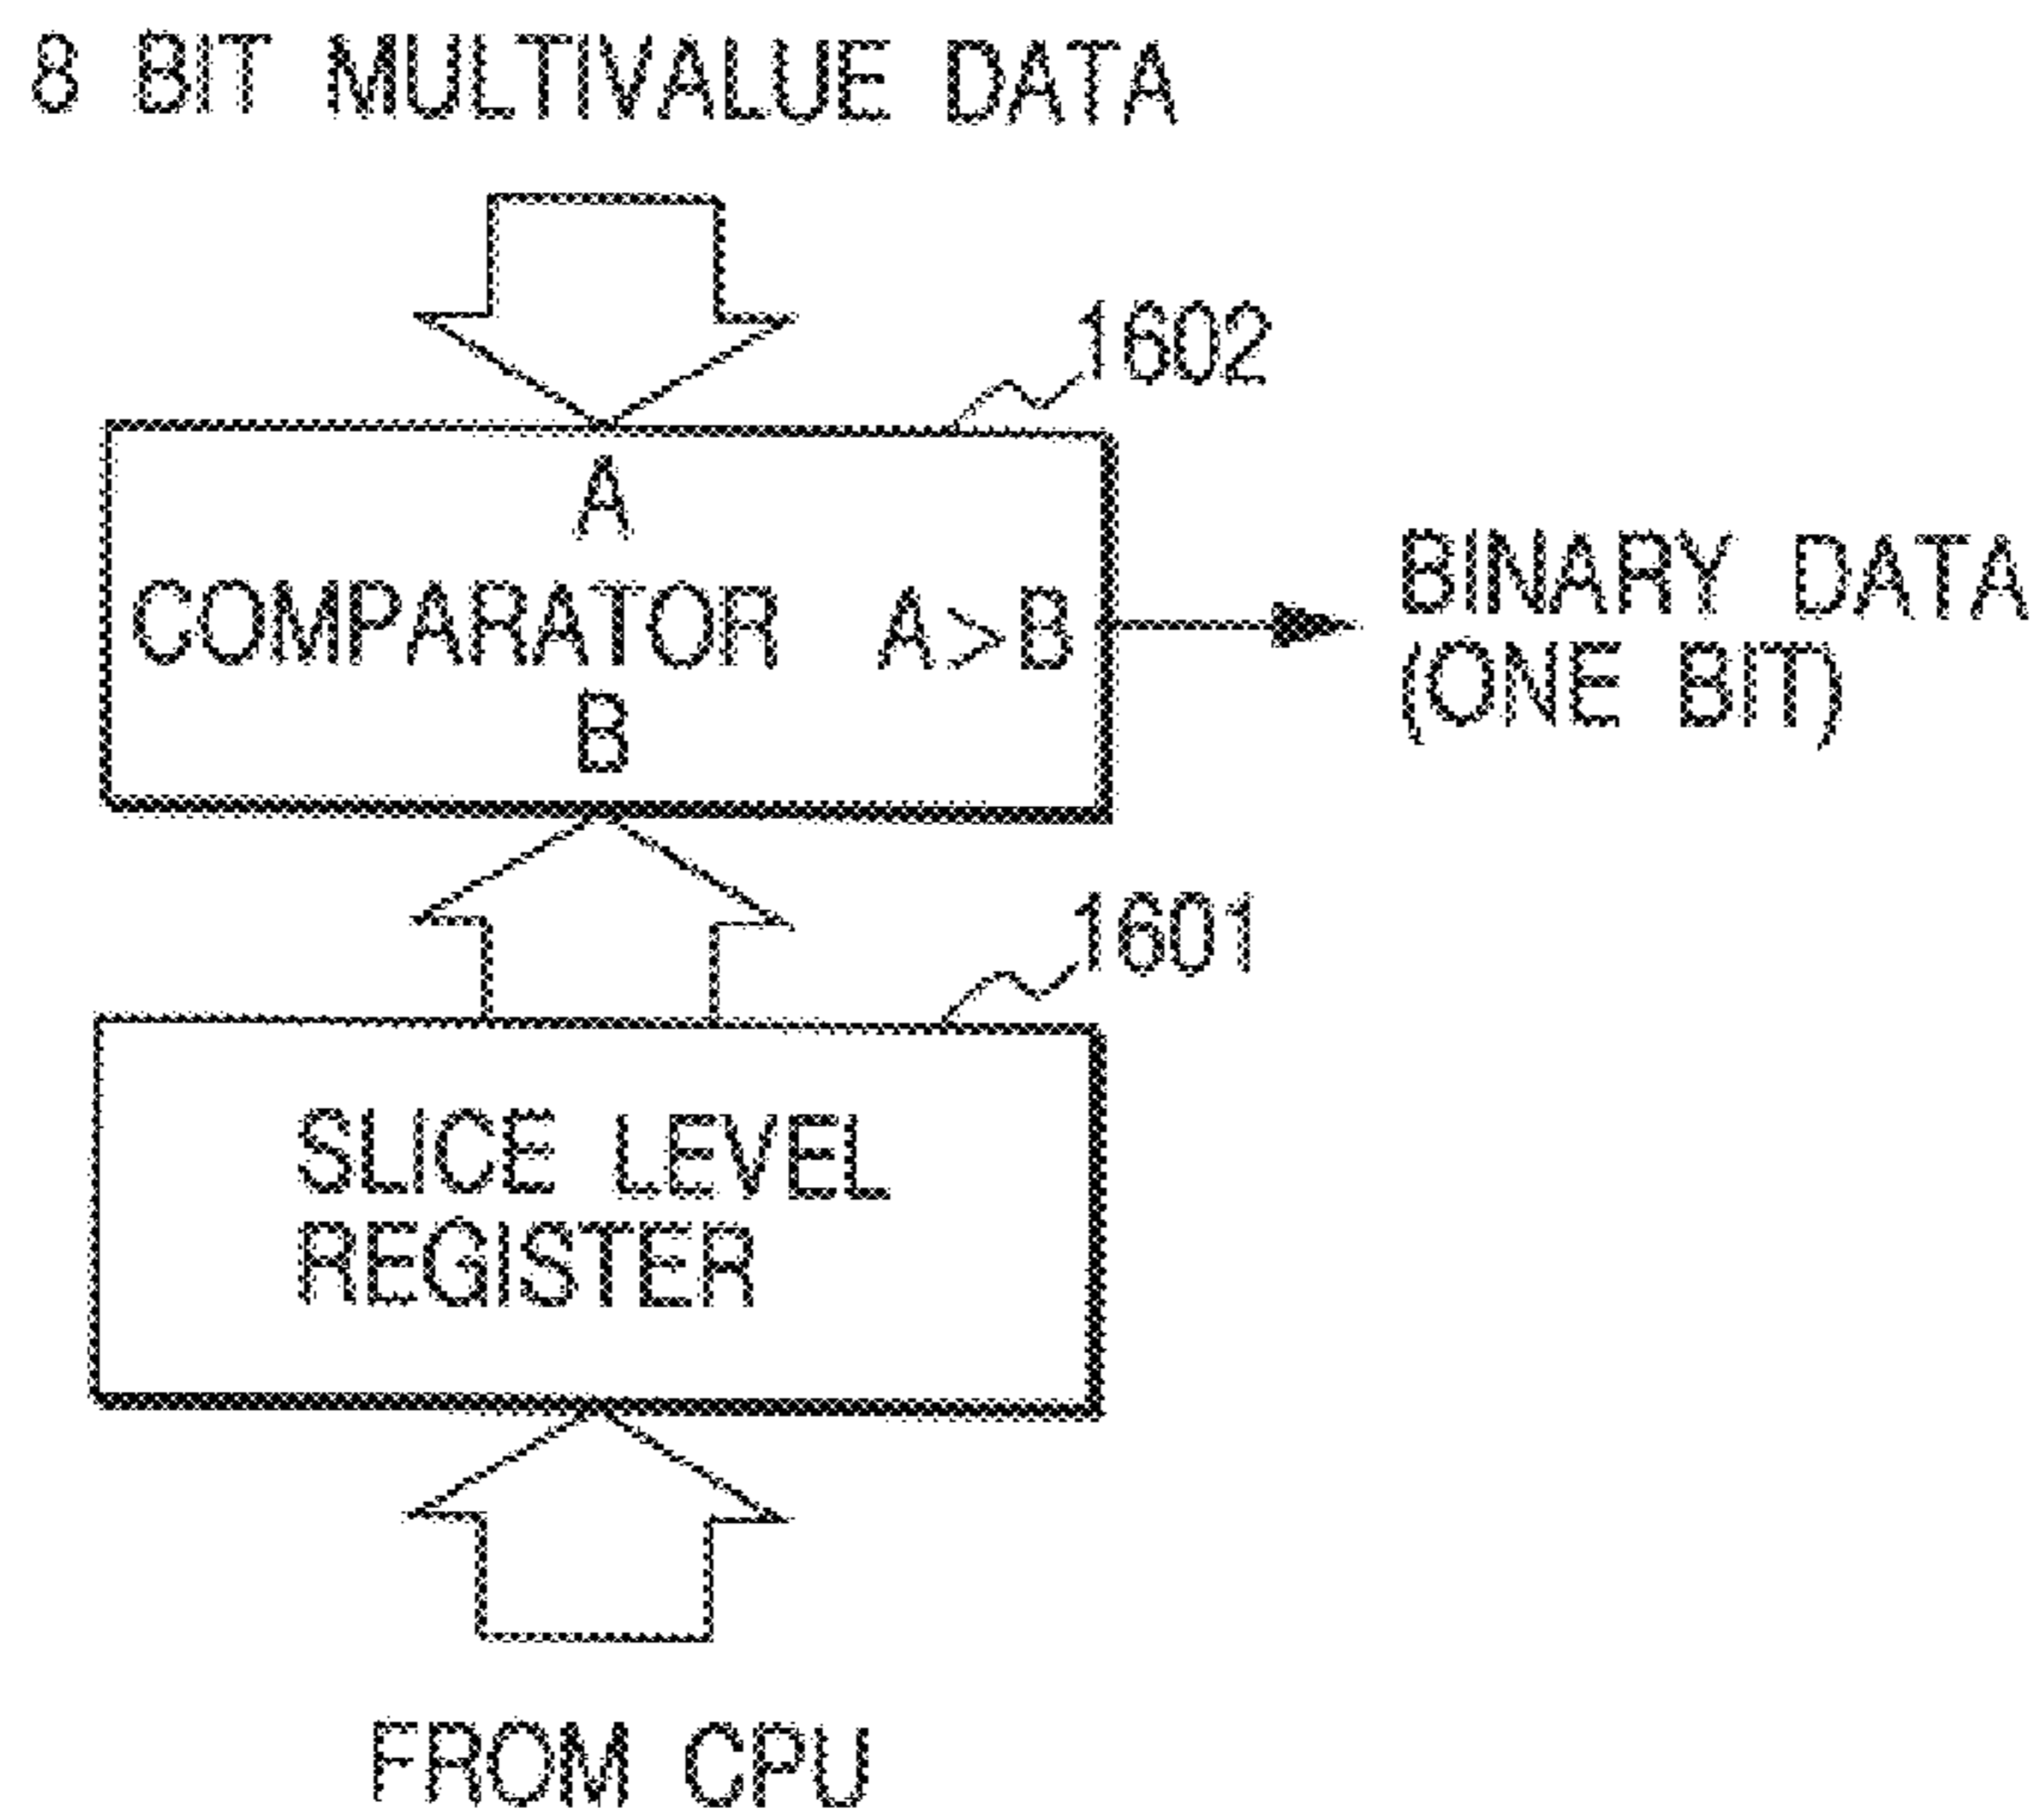 8 BIT MULTIVALUE DATA
1602
A
COMPARATOR A>B
B
BINARY DATA
(ONE BIT)
1601
SLICE LEVEL
REGISTER
FROM CPU